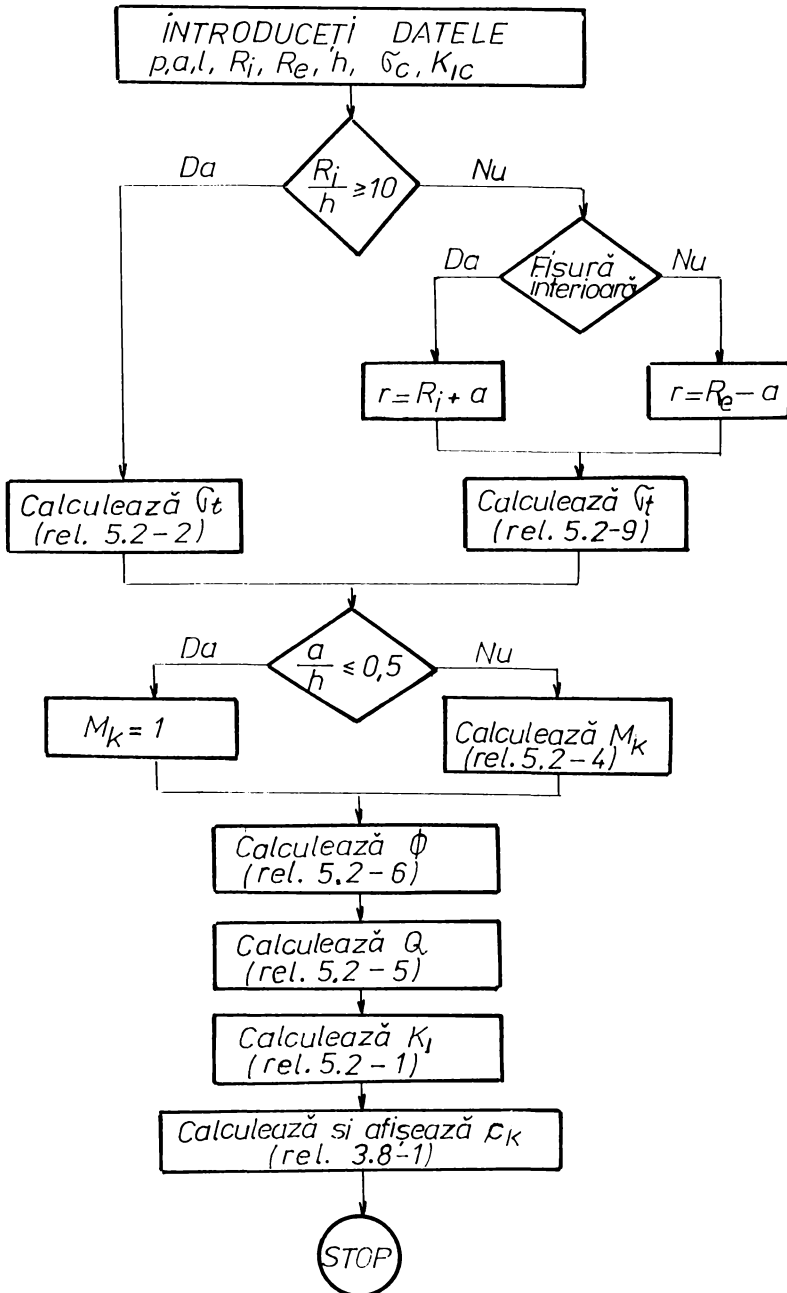 INTRODUCEȚI DATELE
p,a,l, Ri, Re, h, σc, KIC
Da
Ri/h ≥10
Nu
Da
Fisură
interioară
Nu
r=Ri+ a
r=Re− a
Calculează σt
(rel. 5.2−2)
Calculează σt
(rel. 5.2-9)
Da
a/h ≤ 0,5
Nu
Mk= 1
Calculează Mk
(rel. 5.2−4)
Calculează ϕ
(rel. 5.2−6)
Calculează Q
(rel. 5.2−5)
Calculează KI
(rel. 5.2−1)
Calculează si afișează cK
(rel. 3.8-1)
STOP